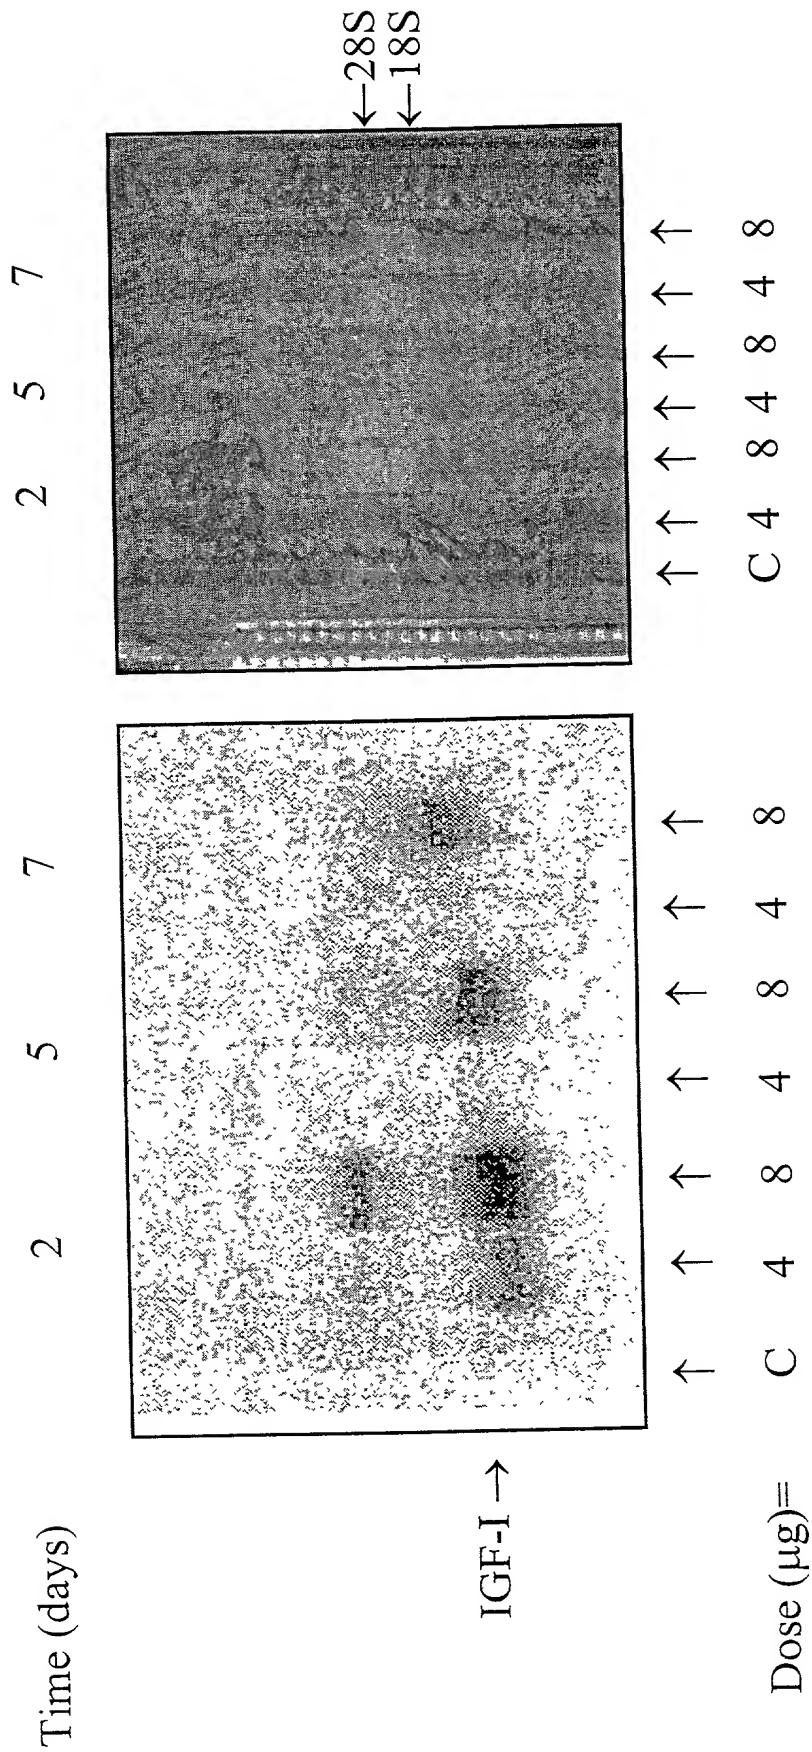 Time (days) 2 5 7 2 5 7
←28S
←18S
IGF-I →
Dose (μg)= C 4 8 4 8 4 8 C 4 8 4 8 4 8